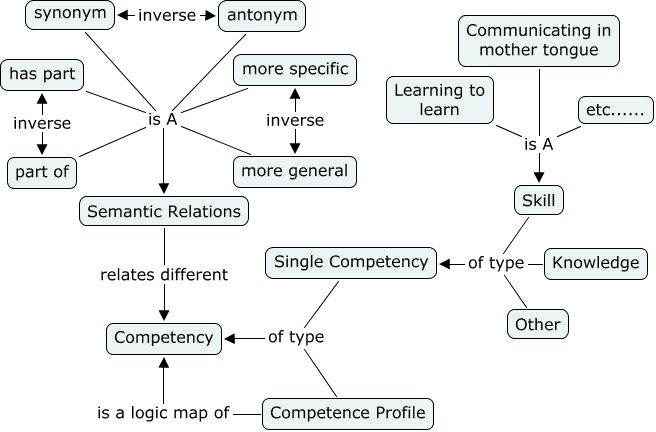 synonym
inverse
antonym
Communicating in
mother tongue
has part
more specific
Learning to
learn
etc......
inverse
is A
inverse
is A
part of
more general
Skill
Semantic Relations
Single Competency
of type
Knowledge
relates different
Other
Competency
of type
is a logic map of
Competence Profile